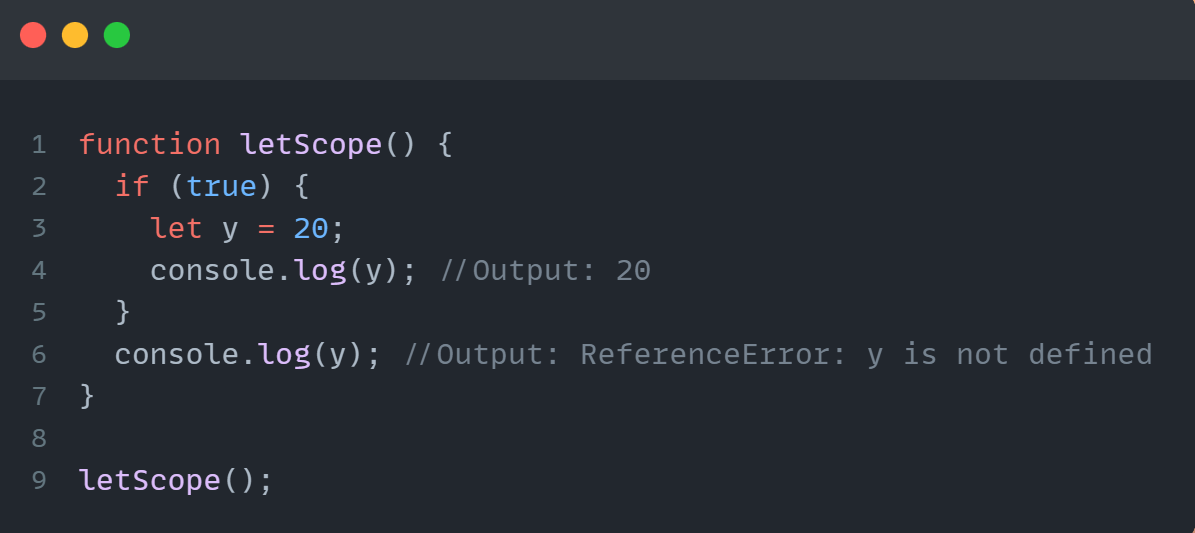 1 function letScope() {
2   if (true) {
3     let y = 20;
4     console.log(y); //Output: 20
5   }
6   console.log(y); //Output: ReferenceError: y is not defined
7 }
8
9 letScope();